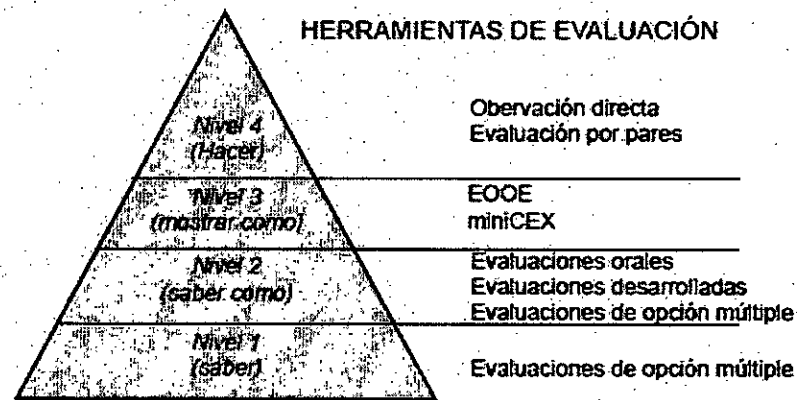 HERRAMIENTAS DE EVALUACIÓN
Nivel 4
(Hacer)
Obervación directa
Evaluación por pares
Nivel 3
(mostrar como)
EOOE
miniCEX
Nivel 2
(saber como)
Evaluaciones orales
Evaluaciones desarrolladas
Evaluaciones de opción múltiple
Nivel 1
(saber)
Evaluaciones de opción múltiple